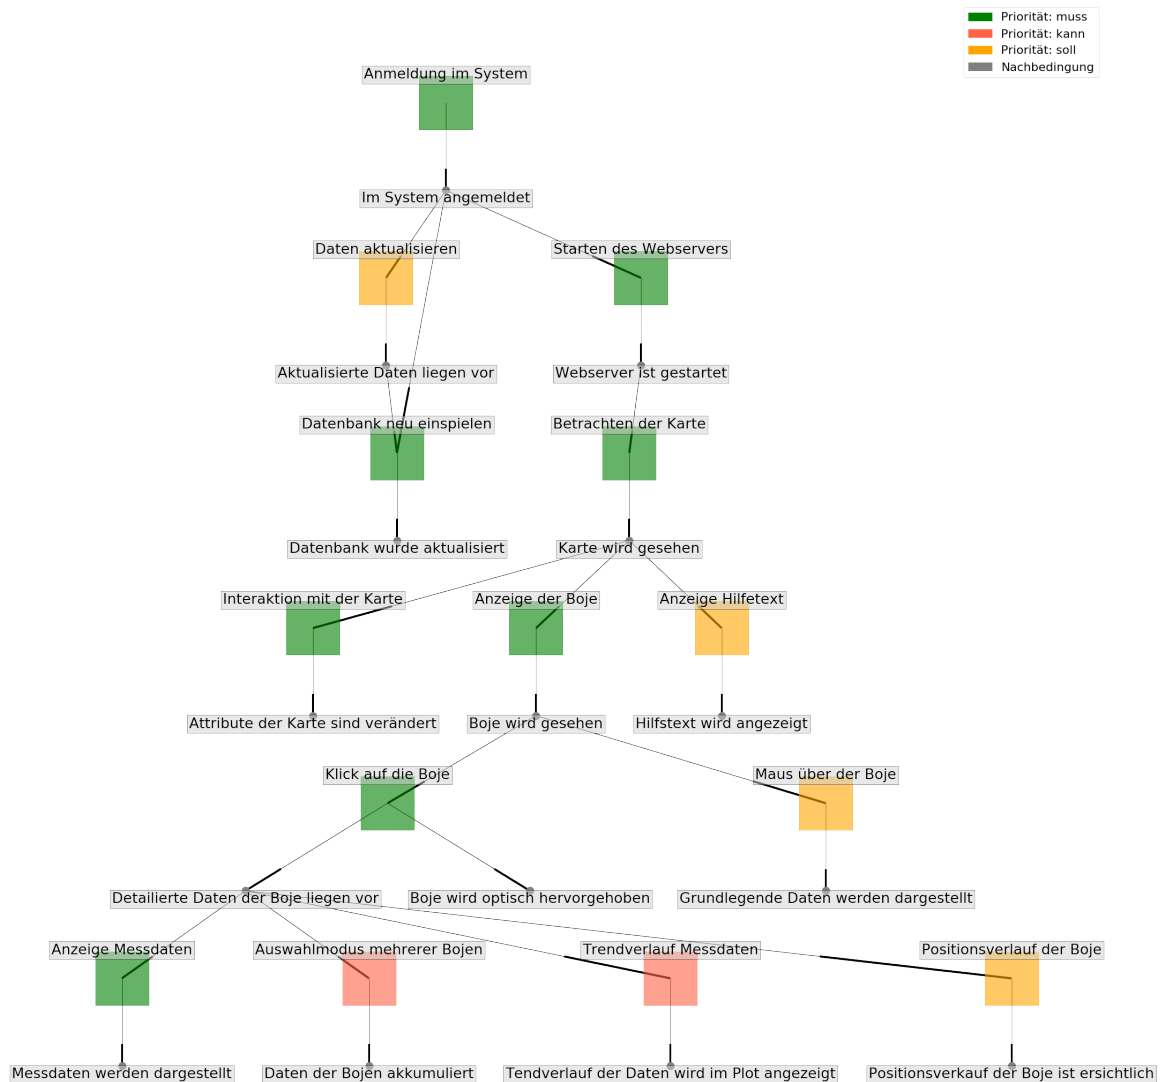 Priorität: muss
Priorität: kann
Priorität: soll
Nachbedingung
Anmeldung im System
Im System angemeldet
Daten aktualisieren
Starten des Webservers
Aktualisierte Daten liegen vor
Webserver ist gestartet
Datenbank neu einspielen
Betrachten der Karte
Datenbank wurde aktualisiert
Karte wird gesehen
Interaktion mit der Karte
Anzeige der Boje
Anzeige Hilfetext
Attribute der Karte sind verändert
Boje wird gesehen
Hilfstext wird angezeigt
Klick auf die Boje
Maus über der Boje
Detailierte Daten der Boje liegen vor
Boje wird optisch hervorgehoben
Grundlegende Daten werden dargestellt
Anzeige Messdaten
Auswahlmodus mehrerer Bojen
Trendverlauf Messdaten
Positionsverlauf der Boje
Messdaten werden dargestellt
Daten der Bojen akkumuliert
Tendverlauf der Daten wird im Plot angezeigt
Positionsverkauf der Boje ist ersichtlich